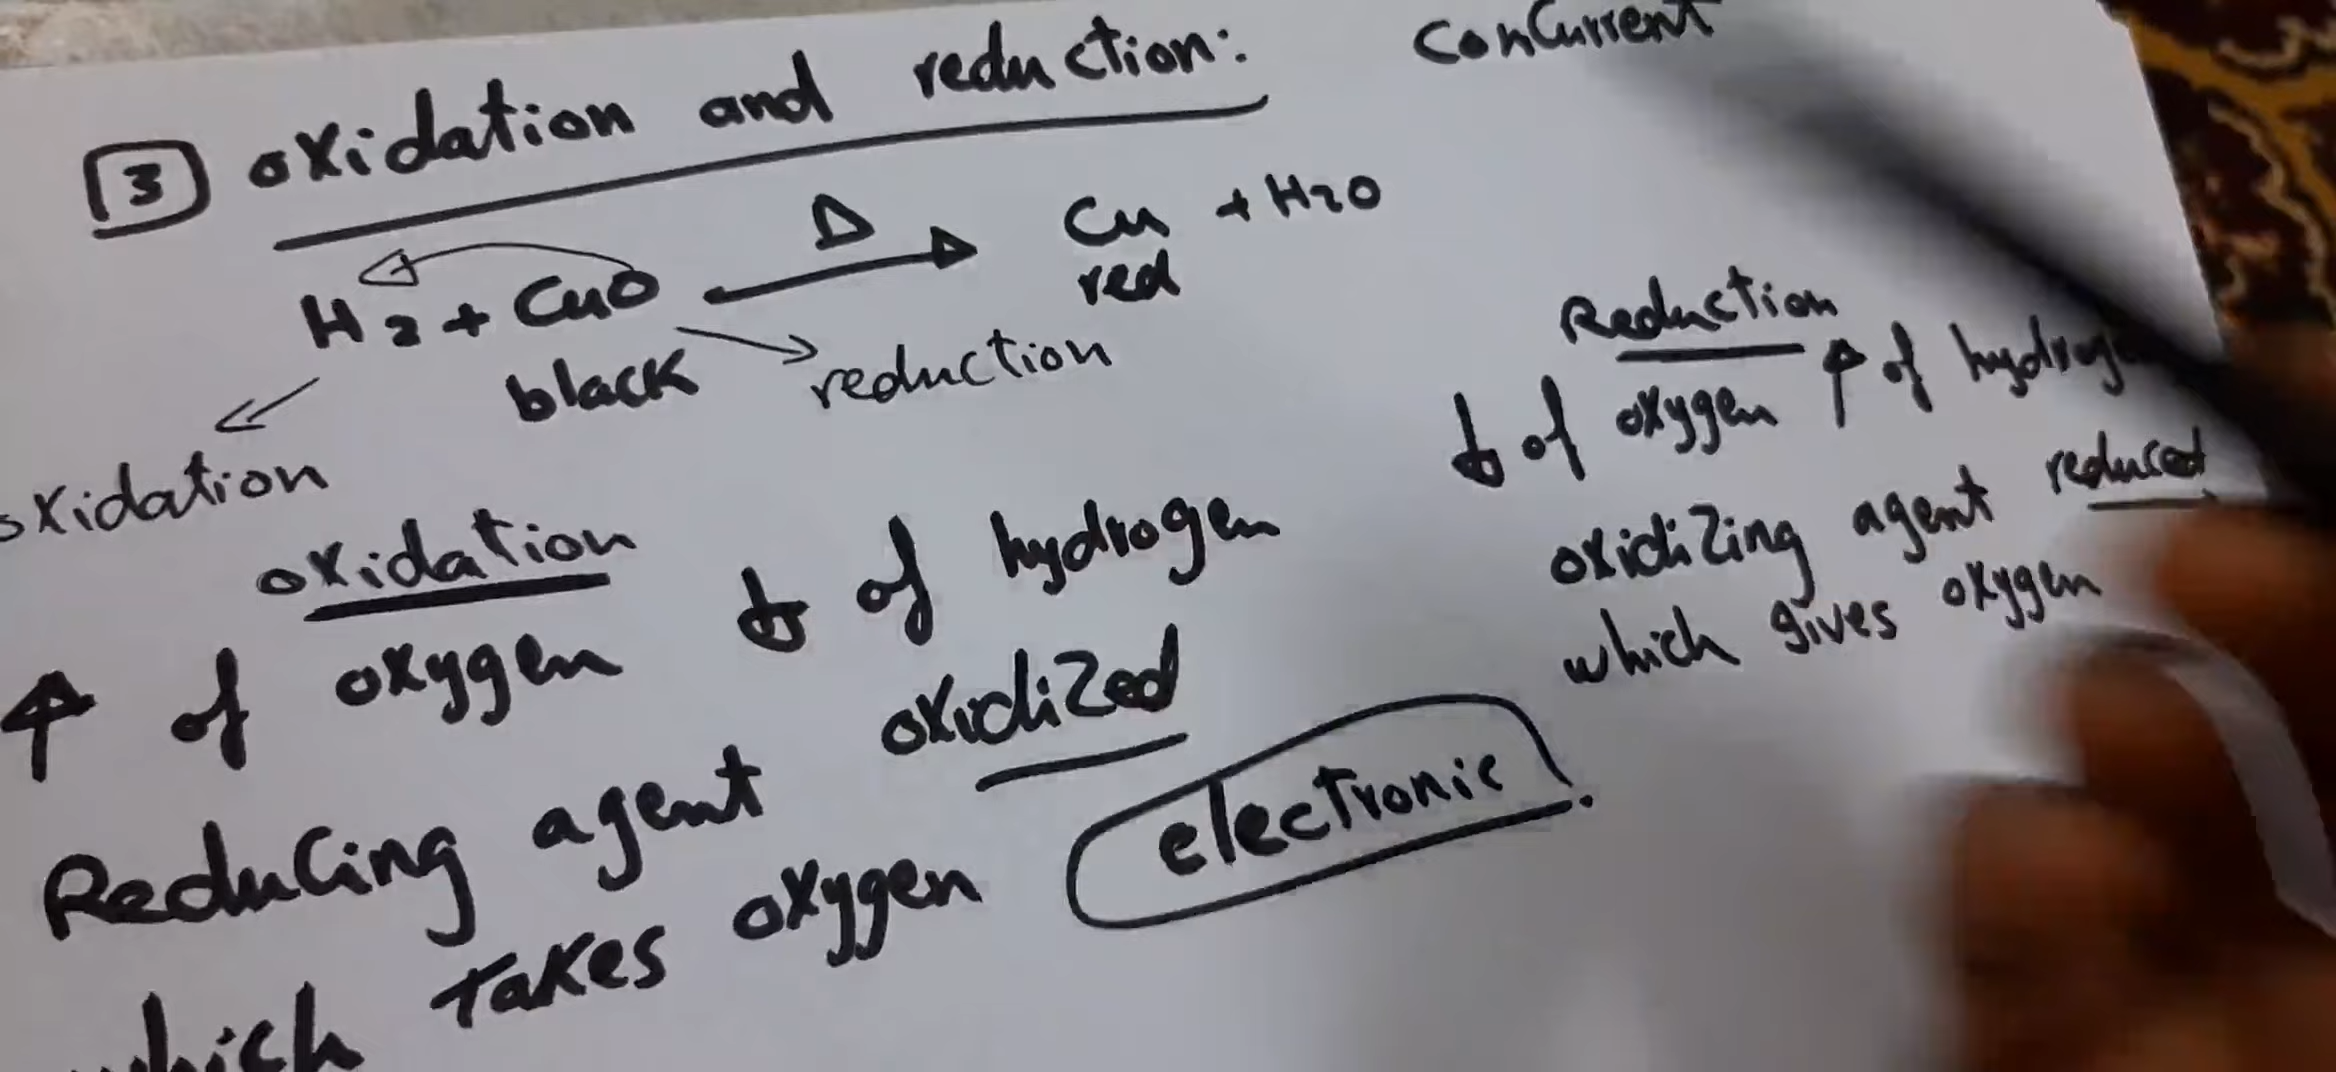 3 oxidation and reduction: Concurrent
H2 + CuO Δ Cu + H2O
black red
reduction
oxidation
oxidation
↑ of oxygen ↓ of hydrogen
Reducing agent oxidized
which takes oxygen
electronic
Reduction
↓ of oxygen ↑ of
oxidizing agent reduced
which gives oxygen